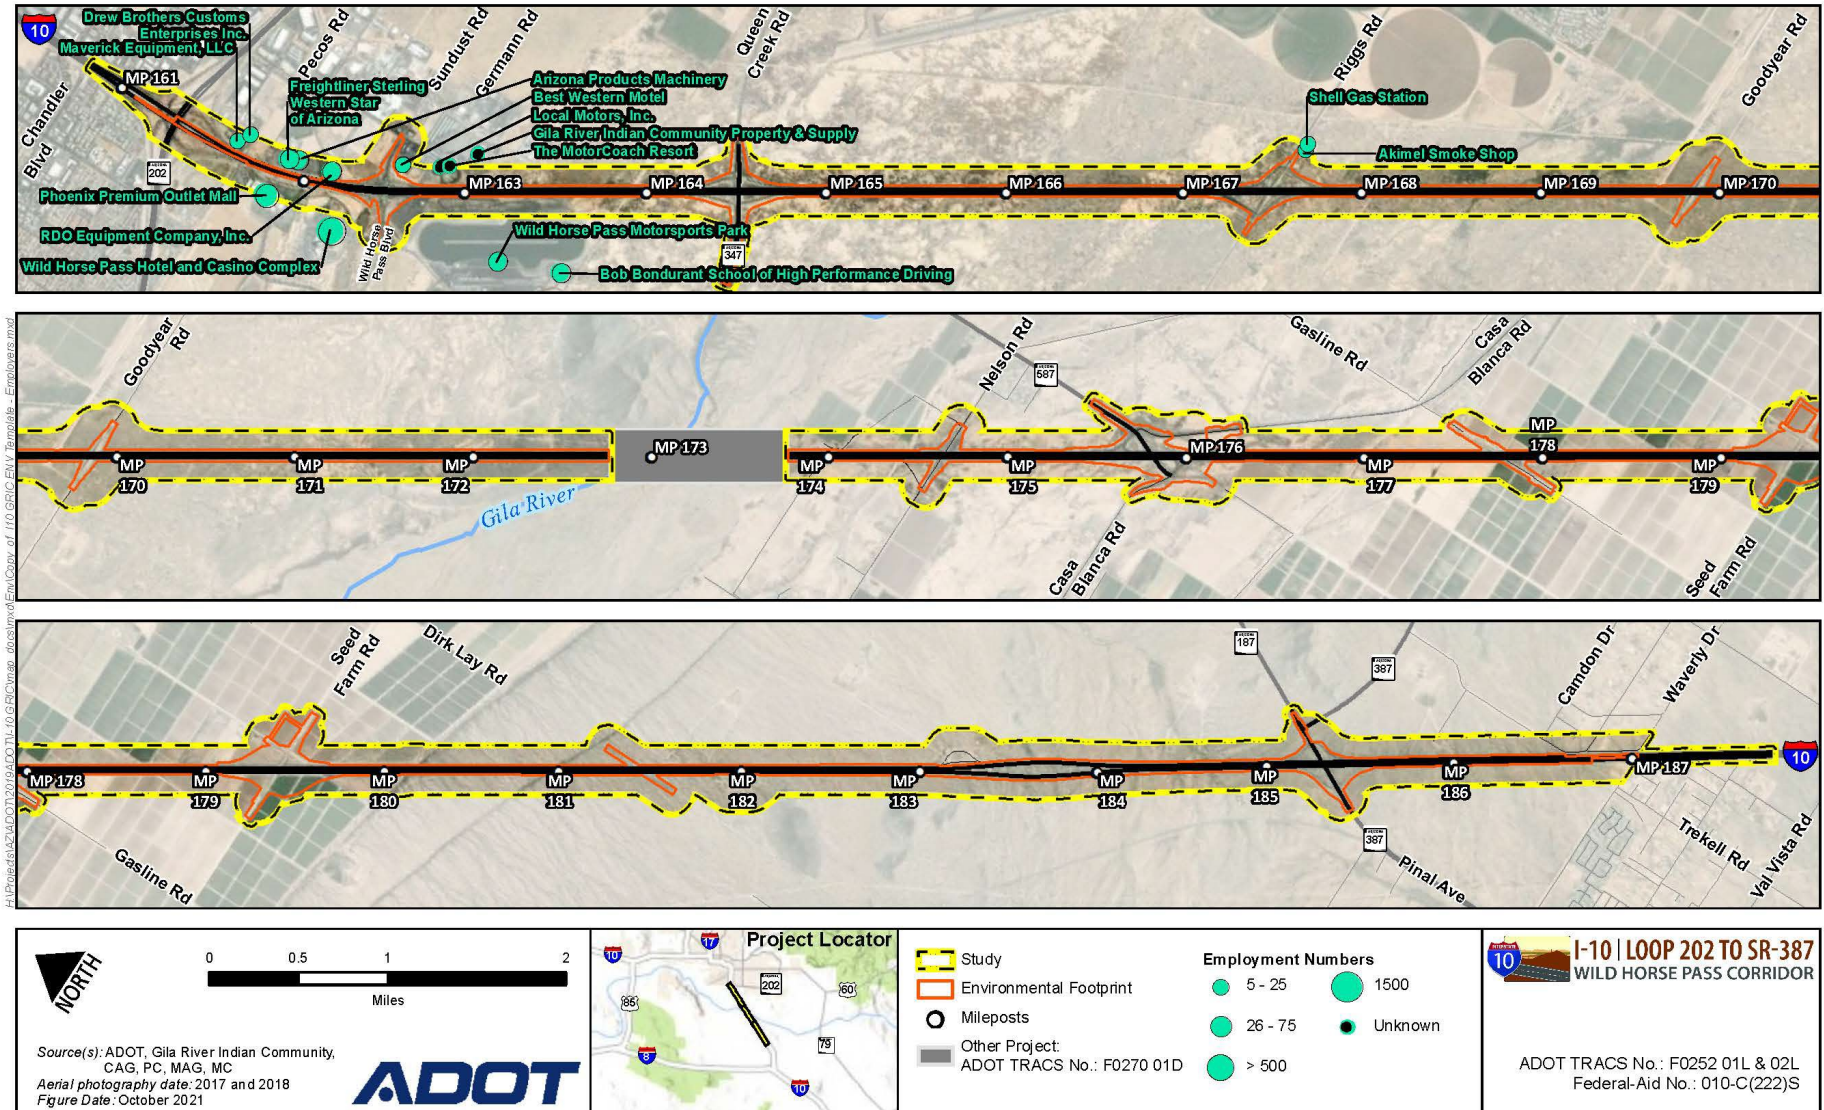 10
Drew Brothers Customs
Enterprises Inc.
Maverick Equipment, LLC
MP 161
Chandler
Blvd
202
Pecos Rd
Freightliner Sterling
Western Star
of Arizona
Sundust Rd
Germann Rd
Arizona Products Machinery
Best Western Motel
Local Motors, Inc.
Gila River Indian Community Property & Supply
The MotorCoach Resort
Queen
Creek Rd
Riggs Rd
Shell Gas Station
Akimel Smoke Shop
Goodyear Rd
MP 163
MP 164
MP 165
MP 166
MP 167
MP 168
MP 169
MP 170
Phoenix Premium Outlet Mall
RDO Equipment Company, Inc.
Wild Horse Pass Hotel and Casino Complex
Wild Horse
Pass Blvd
Wild Horse Pass Motorsports Park
Bob Bondurant School of High Performance Driving
347
Goodyear
Rd
MP
170
MP
171
MP
172
MP 173
Gila River
MP
174
Nelson Rd
MP
175
587
MP 176
Casa
Blanca Rd
Gasline Rd
Casa
Blanca Rd
MP
177
MP
178
MP
179
Seed
Farm Rd
MP 178
MP
179
Seed
Farm Rd
Dirk Lay Rd
Gasline Rd
MP
180
MP
181
MP
182
MP
183
MP
184
MP
185
MP
186
MP 187
187
387
387
Pinal Ave
Camdon Dr
Waverly Dr
10
Trekell Rd
Val Vista Rd
NORTH
0 0.5 1 2
Miles
Source(s): ADOT, Gila River Indian Community,
CAG, PC, MAG, MC
Aerial photography date: 2017 and 2018
Figure Date: October 2021
ADOT
Project Locator
10
17
202
60
85
8
79
10
Study
Environmental Footprint
Mileposts
Other Project:
ADOT TRACS No.: F0270 01D
Employment Numbers
5 - 25
26 - 75
> 500
1500
Unknown
10
I-10 | LOOP 202 TO SR-387
WILD HORSE PASS CORRIDOR
ADOT TRACS No.: F0252 01L & 02L
Federal-Aid No.: 010-C(222)S